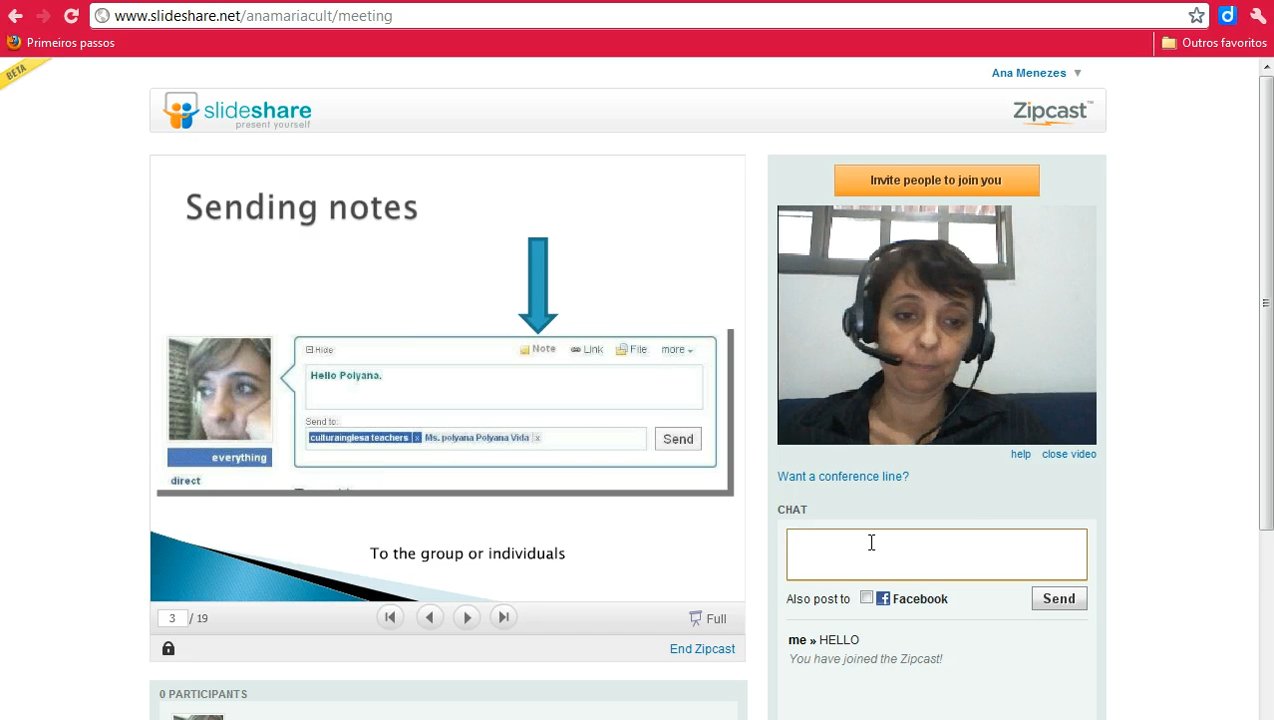 www.slideshare.net/anamariacult/meeting
Primeiros passos
Outros favoritos
BETA
Ana Menezes
slideshare
present yourself
Zipcast™
Sending notes
Hide
Note
Link
File
more
Hello Polyana,
Send to:
culturainglesa teachers x
Ms. polyana Polyana Vida x
Send
everything
direct
To the group or individuals
3 / 19
Full
End Zipcast
0 PARTICIPANTS
Invite people to join you
help
close video
Want a conference line?
CHAT
Also post to
Facebook
Send
me » HELLO
You have joined the Zipcast!